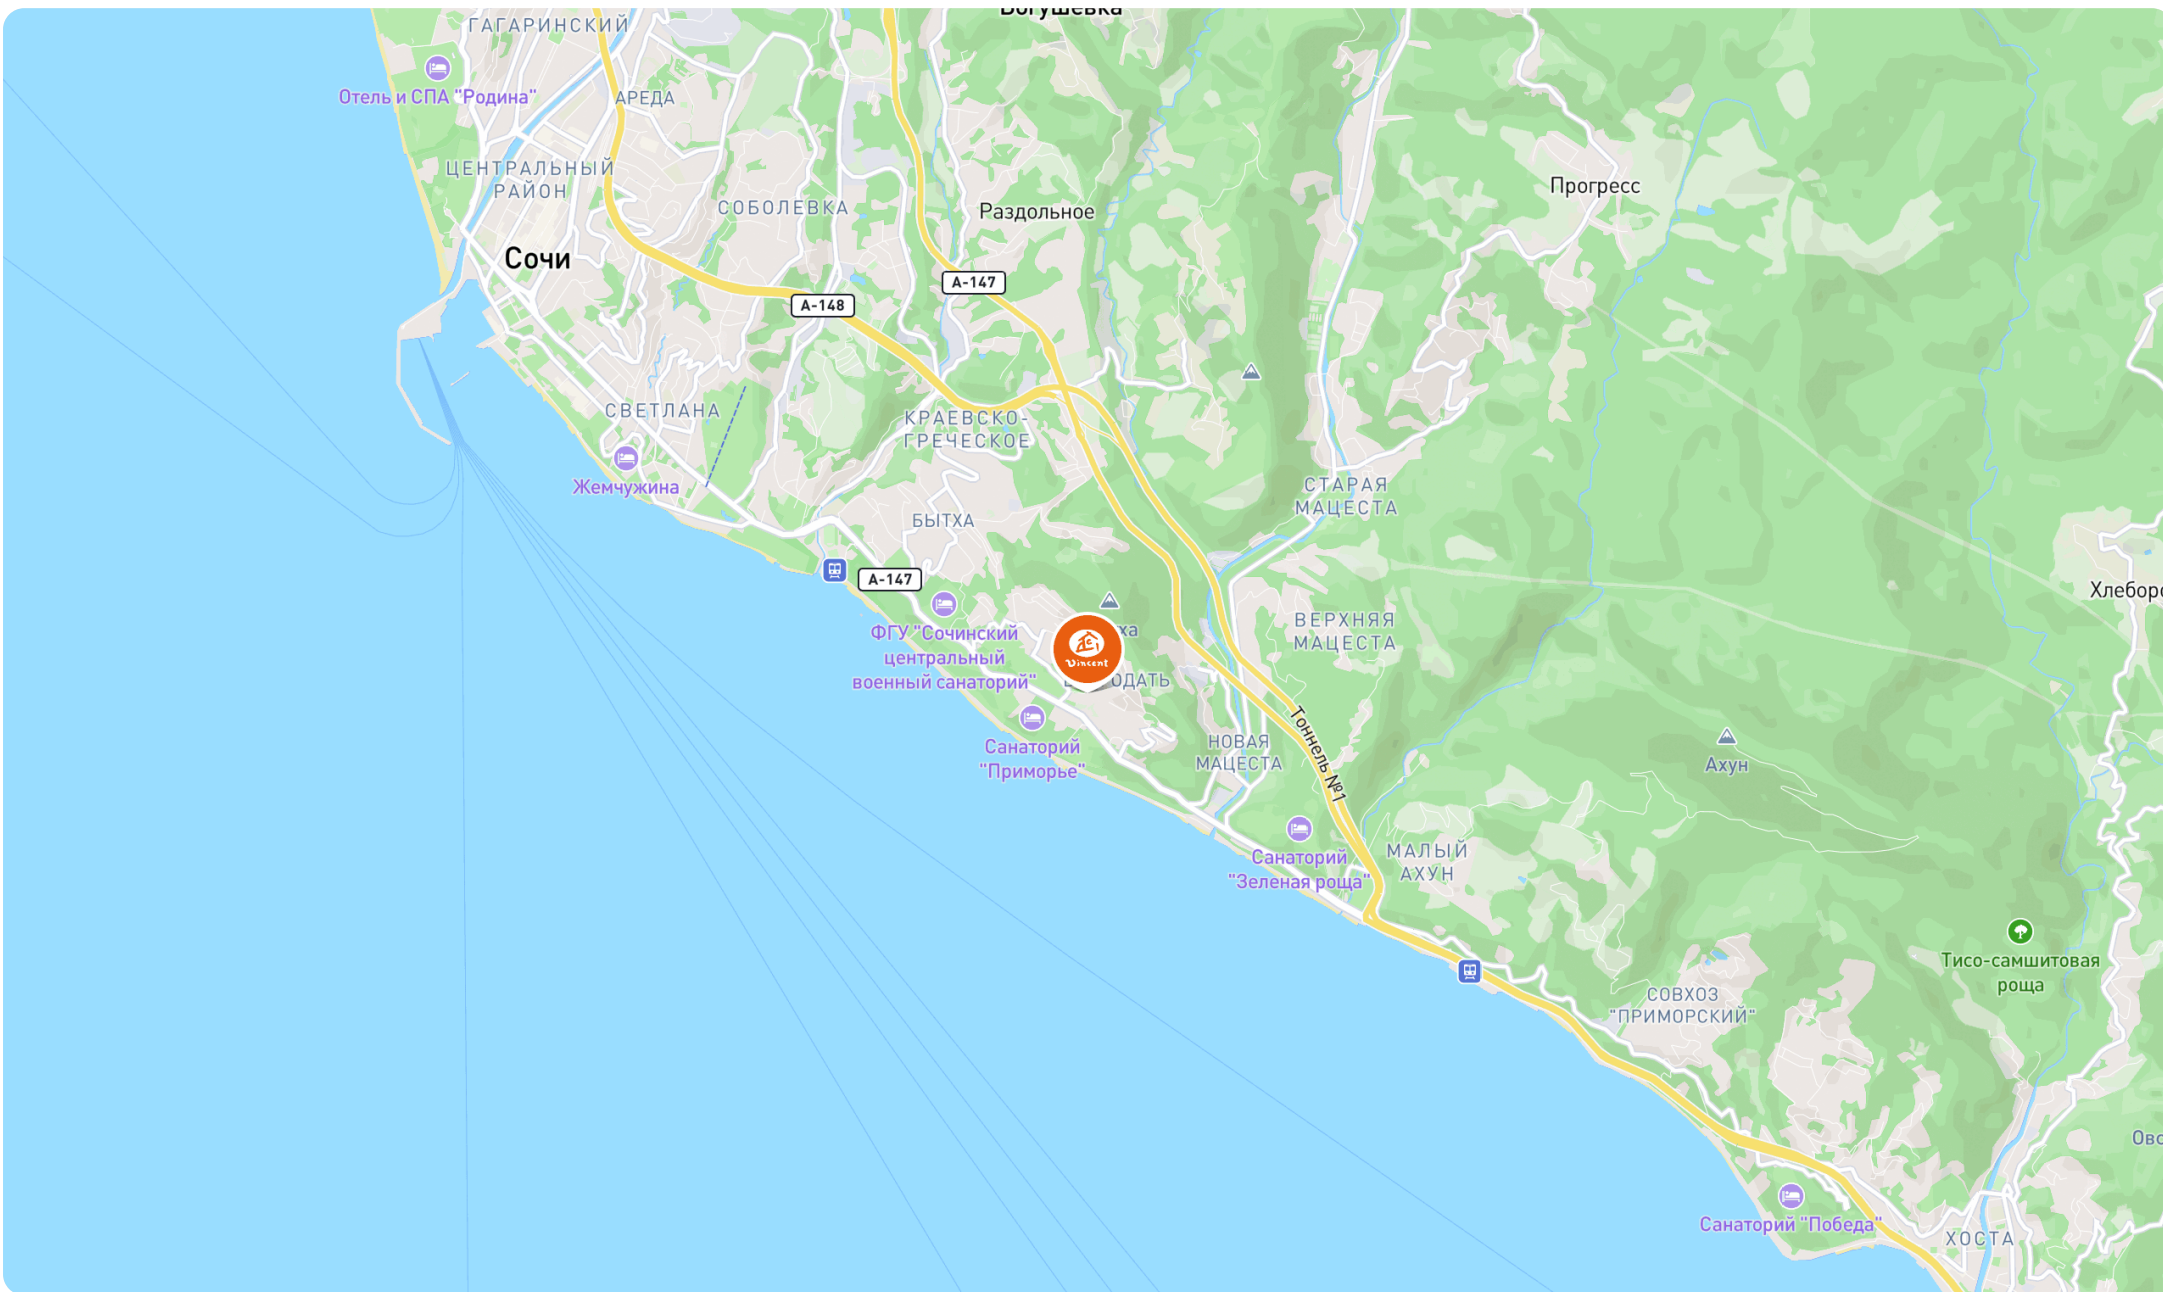 Богушевка
ГАГАРИНСКИЙ
Отель и СПА "Родина"
АРЕДА
ЦЕНТРАЛЬНЫЙ
РАЙОН
СОБОЛЕВКА
Раздольное
Прогресс
Сочи
А-147
А-148
СВЕТЛАНА
КРАЕВСКО-
ГРЕЧЕСКОЕ
Жемчужина
СТАРАЯ
МАЦЕСТА
БЫТХА
А-147
ФГУ "Сочинский
центральный
военный санаторий"
Vincent
ВЕРХНЯЯ
МАЦЕСТА
Санаторий
"Приморье"
НОВАЯ
МАЦЕСТА
Тоннель №1
Ахун
Санаторий
"Зеленая роща"
МАЛЫЙ
АХУН
Тисо-самшитовая
роща
СОВХОЗ
"ПРИМОРСКИЙ"
Санаторий "Победа"
ХОСТА